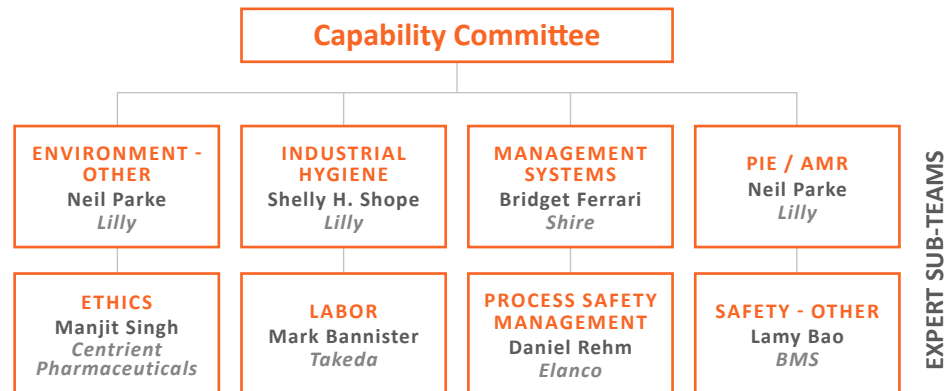 Capability Committee
ENVIRONMENT -
OTHER
Neil Parke
Lilly
INDUSTRIAL
HYGIENE
Shelly H. Shope
Lilly
MANAGEMENT
SYSTEMS
Bridget Ferrari
Shire
PIE / AMR
Neil Parke
Lilly
ETHICS
Manjit Singh
Centrient
Pharmaceuticals
LABOR
Mark Bannister
Takeda
PROCESS SAFETY
MANAGEMENT
Daniel Rehm
Elanco
SAFETY - OTHER
Lamy Bao
BMS
EXPERT SUB-TEAMS